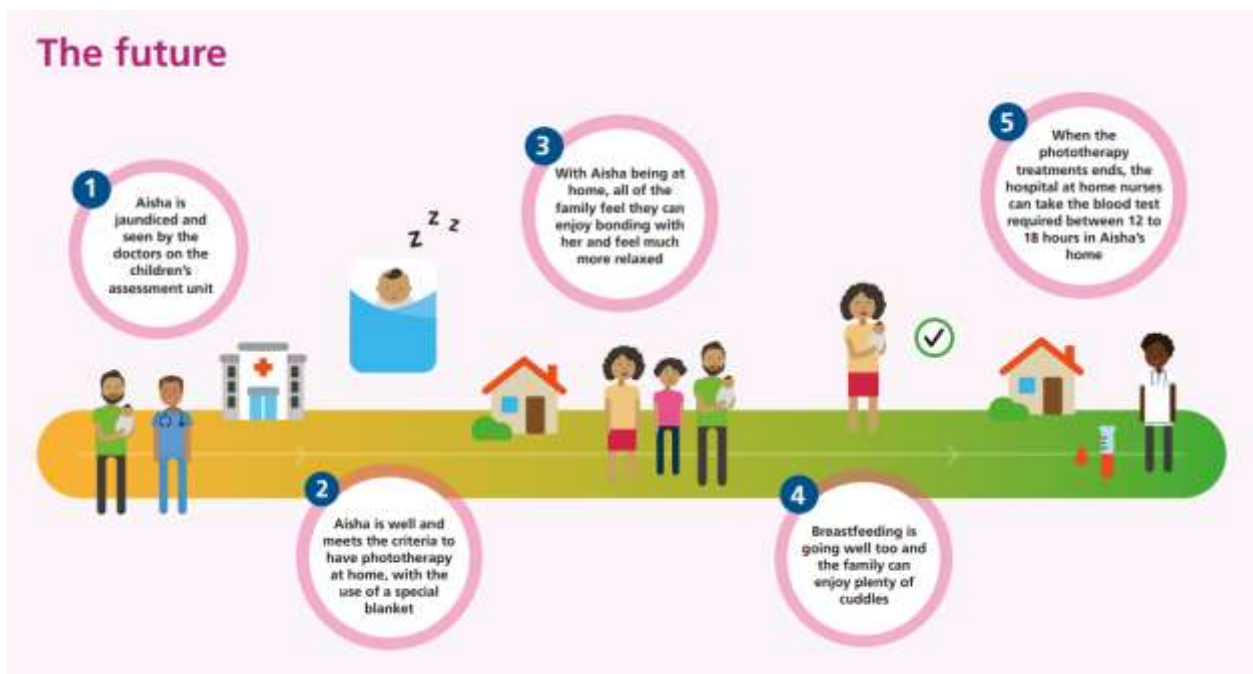 The future
1
Aisha is
jaundiced and
seen by the
doctors on the
children's
assessment unit
2
Aisha is well and
meets the criteria to
have phototherapy
at home, with the
use of a special
blanket
z z z
3
With Aisha being at
home, all of the
family feel they can
enjoy bonding with
her and feel much
more relaxed
4
Breastfeeding is
going well too and
the family can
enjoy plenty of
cuddles
5
When the
phototherapy
treatments ends, the
hospital at home nurses
can take the blood test
required between 12 to
18 hours in Aisha's
home